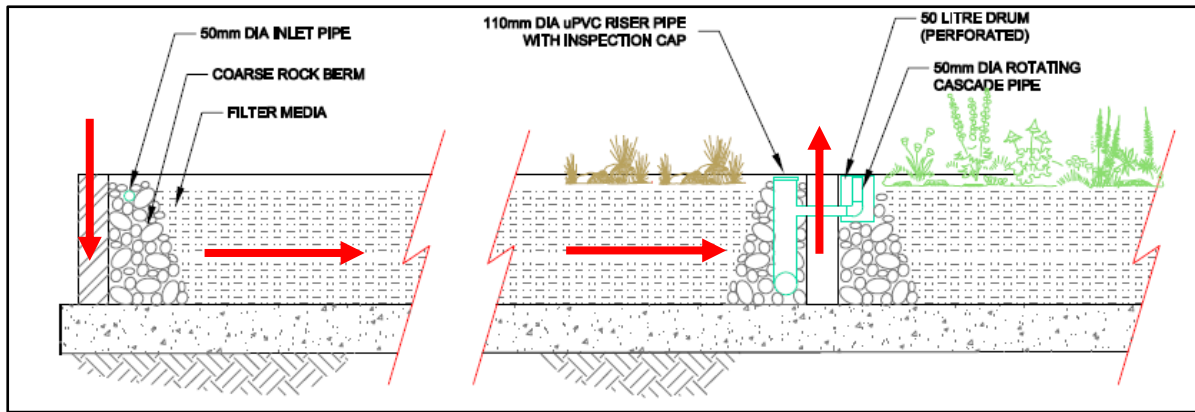 50mm DIA INLET PIPE
COARSE ROCK BERM
FILTER MEDIA
110mm DIA uPVC RISER PIPE
WITH INSPECTION CAP
50 LITRE DRUM
(PERFORATED)
50mm DIA ROTATING
CASCADE PIPE